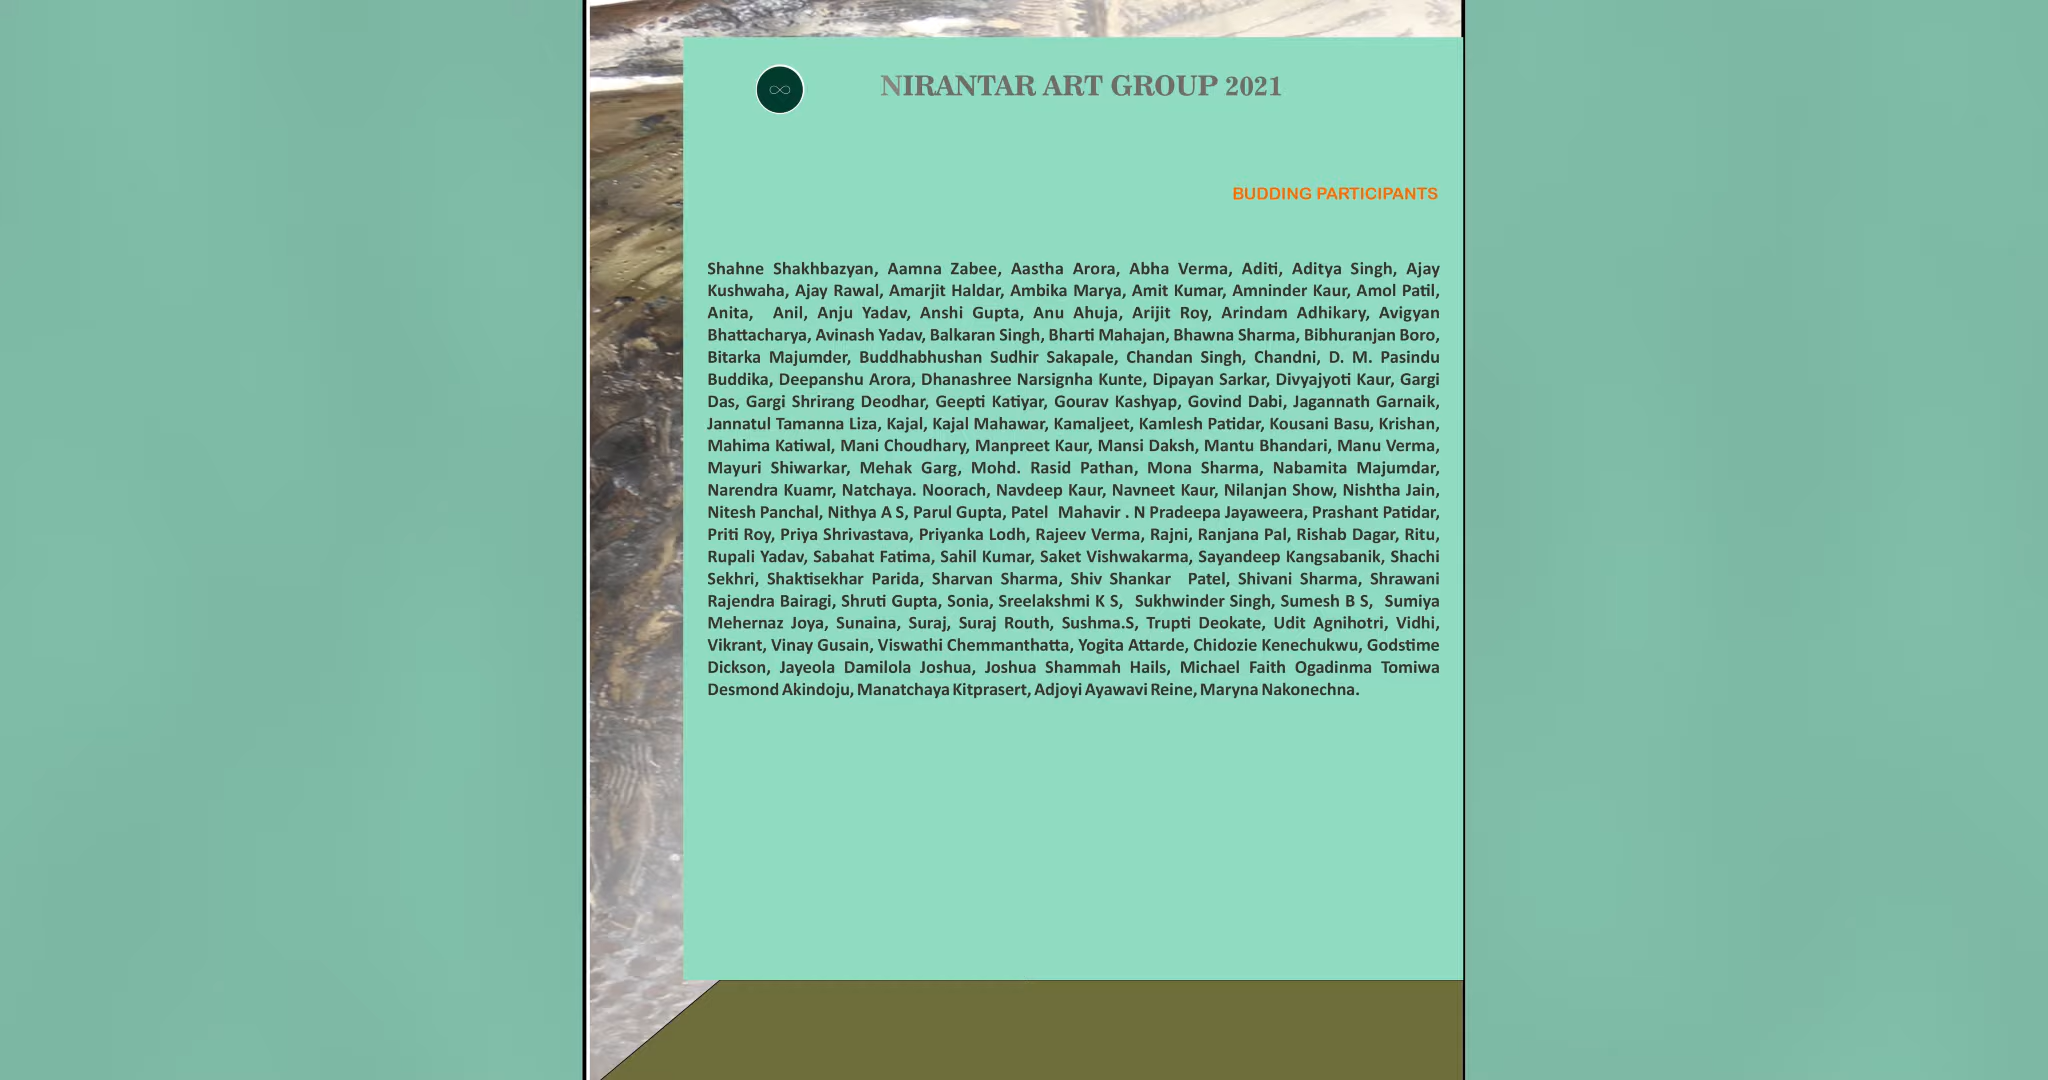 NIRANTAR ART GROUP 2021
BUDDING PARTICIPANTS
Shahne Shakhbazyan, Aamna Zabee, Aastha Arora, Abha Verma, Aditi, Aditya Singh, Ajay
Kushwaha, Ajay Rawal, Amarjit Haldar, Ambika Marya, Amit Kumar, Amninder Kaur, Amol Patil,
Anita,  Anil, Anju Yadav, Anshi Gupta, Anu Ahuja, Arijit Roy, Arindam Adhikary, Avigyan
Bhattacharya, Avinash Yadav, Balkaran Singh, Bharti Mahajan, Bhawna Sharma, Bibhuranjan Boro,
Bitarka Majumder, Buddhabhushan Sudhir Sakapale, Chandan Singh, Chandni, D. M. Pasindu
Buddika, Deepanshu Arora, Dhanashree Narsignha Kunte, Dipayan Sarkar, Divyajyoti Kaur, Gargi
Das, Gargi Shrirang Deodhar, Geepti Katiyar, Gourav Kashyap, Govind Dabi, Jagannath Garnaik,
Jannatul Tamanna Liza, Kajal, Kajal Mahawar, Kamaljeet, Kamlesh Patidar, Kousani Basu, Krishan,
Mahima Katiwal, Mani Choudhary, Manpreet Kaur, Mansi Daksh, Mantu Bhandari, Manu Verma,
Mayuri Shiwarkar, Mehak Garg, Mohd. Rasid Pathan, Mona Sharma, Nabamita Majumdar,
Narendra Kuamr, Natchaya. Noorach, Navdeep Kaur, Navneet Kaur, Nilanjan Show, Nishtha Jain,
Nitesh Panchal, Nithya A S, Parul Gupta, Patel  Mahavir . N Pradeepa Jayaweera, Prashant Patidar,
Priti Roy, Priya Shrivastava, Priyanka Lodh, Rajeev Verma, Rajni, Ranjana Pal, Rishab Dagar, Ritu,
Rupali Yadav, Sabahat Fatima, Sahil Kumar, Saket Vishwakarma, Sayandeep Kangsabanik, Shachi
Sekhri, Shaktisekhar Parida, Sharvan Sharma, Shiv Shankar  Patel, Shivani Sharma, Shrawani
Rajendra Bairagi, Shruti Gupta, Sonia, Sreelakshmi K S,  Sukhwinder Singh, Sumesh B S,  Sumiya
Mehernaz Joya, Sunaina, Suraj, Suraj Routh, Sushma.S, Trupti Deokate, Udit Agnihotri, Vidhi,
Vikrant, Vinay Gusain, Viswathi Chemmanthatta, Yogita Attarde, Chidozie Kenechukwu, Godstime
Dickson, Jayeola Damilola Joshua, Joshua Shammah Hails, Michael Faith Ogadinma Tomiwa
Desmond Akindoju, Manatchaya Kitprasert, Adjoyi Ayawavi Reine, Maryna Nakonechna.